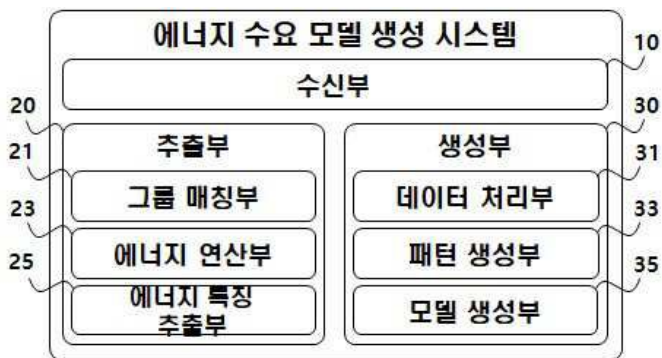 에너지 수요 모델 생성 시스템
10
수신부
20
30
추출부
생성부
21
31
그룹 매칭부
데이터 처리부
23
33
에너지 연산부
패턴 생성부
25
35
에너지 특징
추출부
모델 생성부